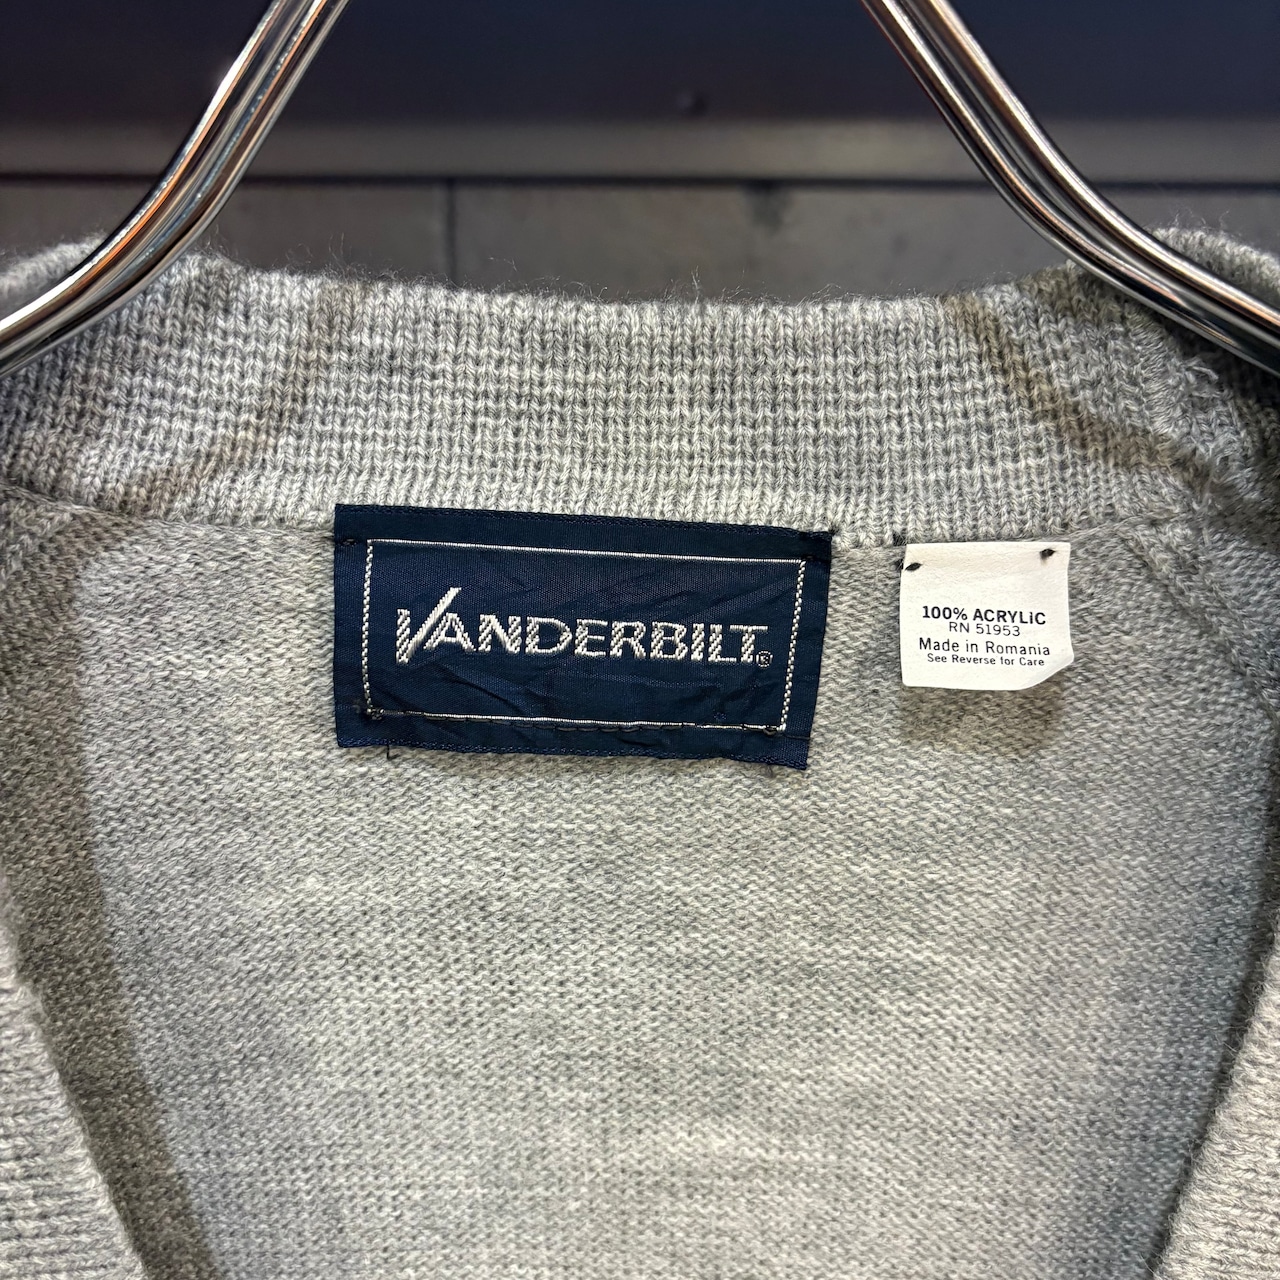 VANDERBILT®
100% ACRYLiC
RN 51953
Made in Romania
See Reverse for Care